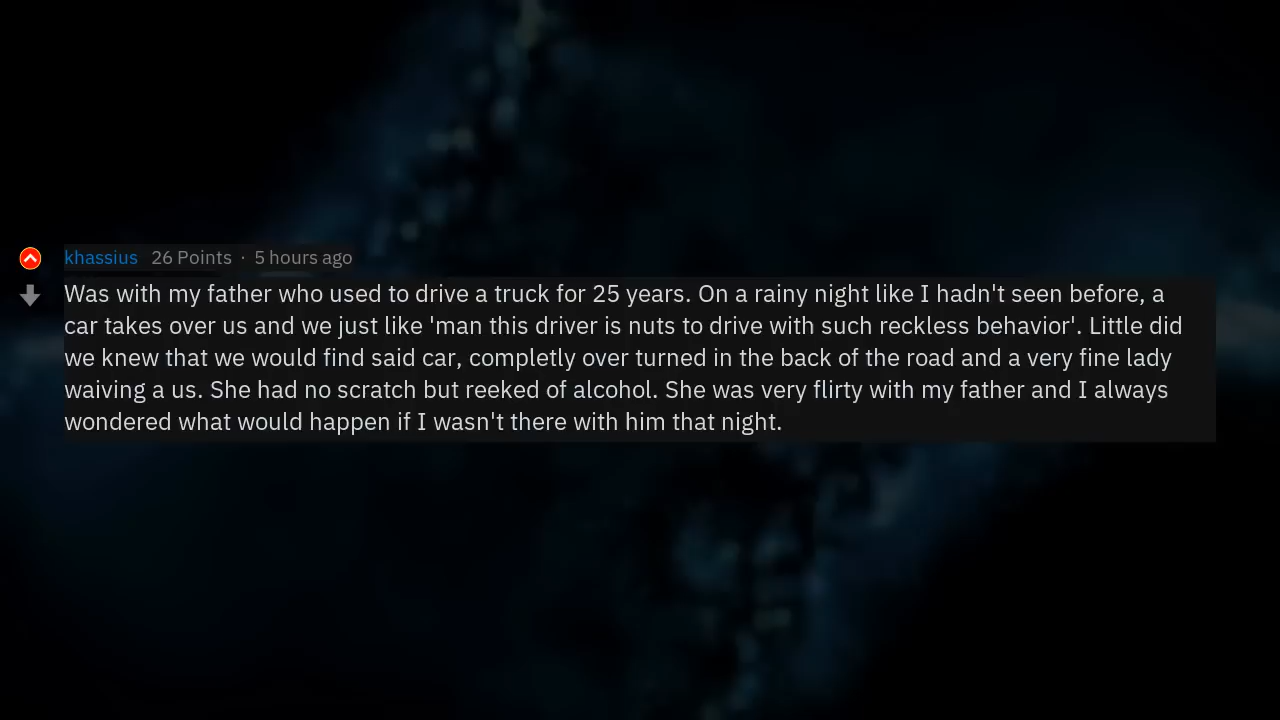 khassius 26 Points · 5 hours ago
Was with my father who used to drive a truck for 25 years. On a rainy night like I hadn't seen before, a
car takes over us and we just like 'man this driver is nuts to drive with such reckless behavior'. Little did
we knew that we would find said car, completly over turned in the back of the road and a very fine lady
waiving a us. She had no scratch but reeked of alcohol. She was very flirty with my father and I always
wondered what would happen if I wasn't there with him that night.